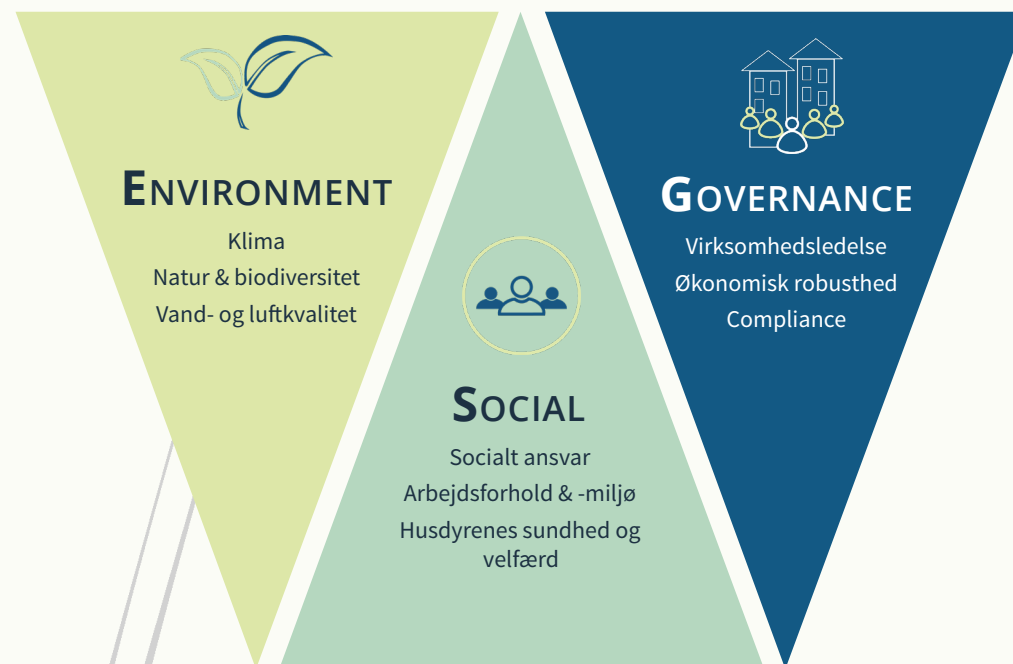 ENVIRONMENT
Klima
Natur & biodiversitet
Vand- og luftkvalitet
SOCIAL
Socialt ansvar
Arbejdsforhold & -miljø
Husdyrenes sundhed og
velfærd
GOVERNANCE
Virksomhedsledelse
Økonomisk robusthed
Compliance